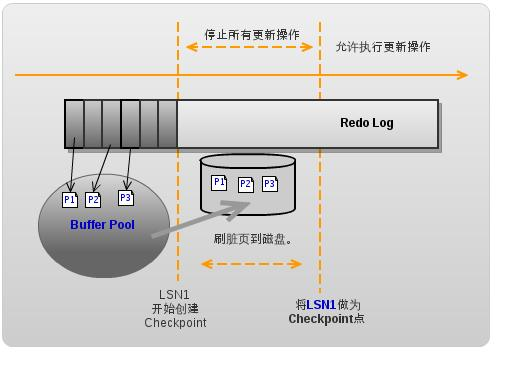 停止所有更新操作
允许执行更新操作
Redo Log
P1 P2 P3
P1 P2 P3
Buffer Pool
刷脏页到磁盘。
LSN1
开始创建
Checkpoint
将LSN1做为
Checkpoint点